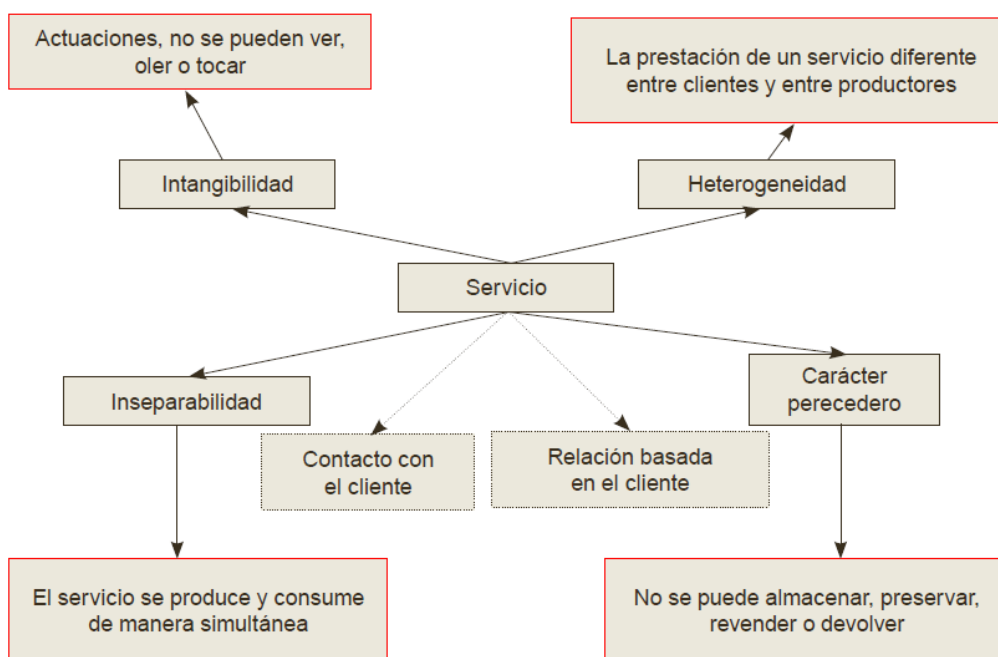 Actuaciones, no se pueden ver,
oler o tocar
La prestación de un servicio diferente
entre clientes y entre productores
Intangibilidad
Heterogeneidad
Servicio
Inseparabilidad
Carácter
perecedero
Contacto con
el cliente
Relación basada
en el cliente
El servicio se produce y consume
de manera simultánea
No se puede almacenar, preservar,
revender o devolver